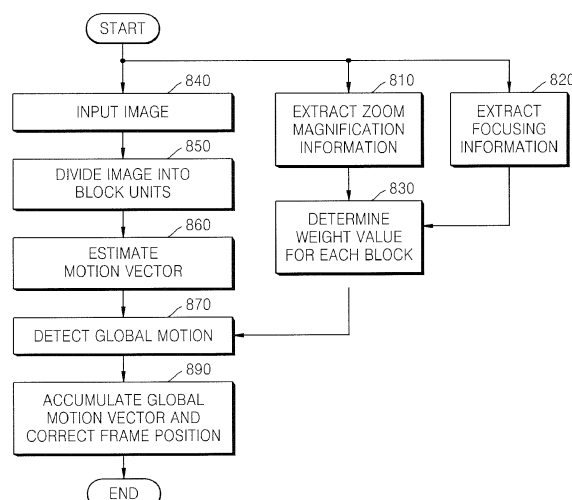 START
840
INPUT IMAGE
810
EXTRACT ZOOM
MAGNIFICATION
INFORMATION
820
EXTRACT
FOCUSING
INFORMATION
850
DIVIDE IMAGE INTO
BLOCK UNITS
830
DETERMINE
WEIGHT VALUE
FOR EACH BLOCK
860
ESTIMATE
MOTION VECTOR
870
DETECT GLOBAL MOTION
890
ACCUMULATE GLOBAL
MOTION VECTOR AND
CORRECT FRAME POSITION
END